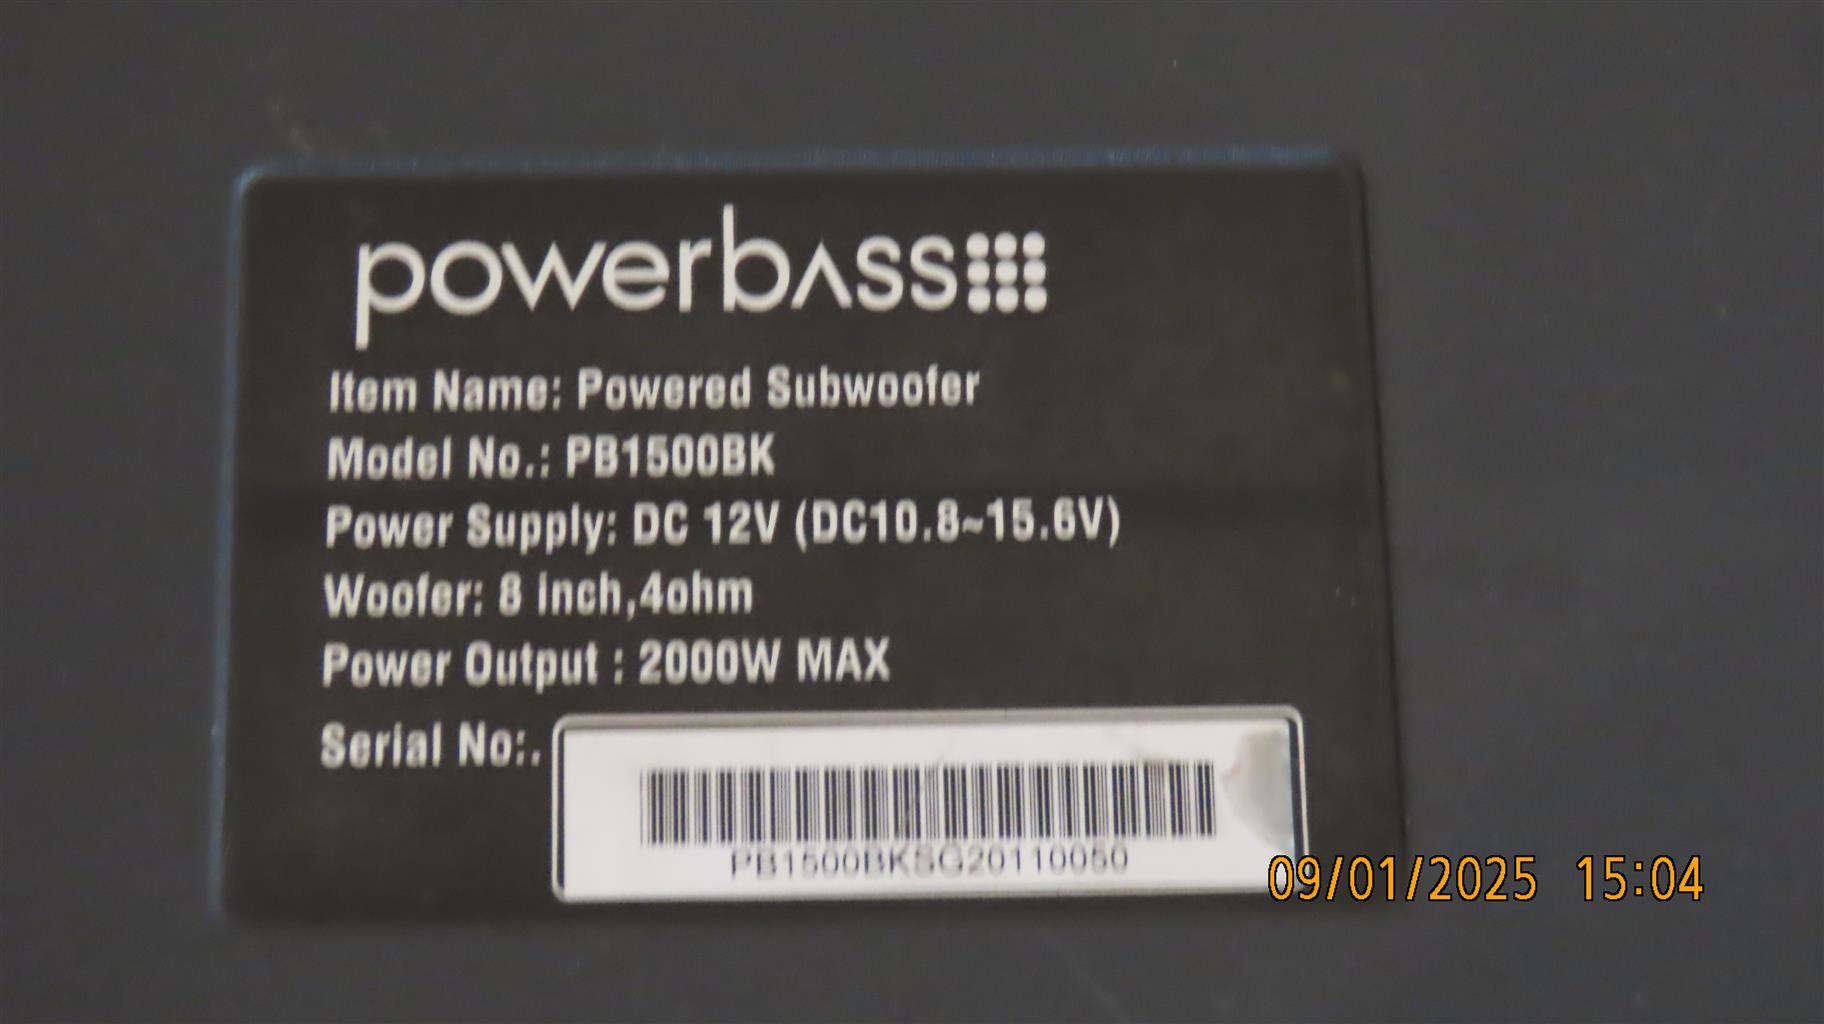 powerbass
Item Name: Powered Subwoofer
Model No.: PB1500BK
Power Supply: DC 12V (DC10.8~15.6V)
Woofer: 8 inch,4ohm
Power Output : 2000W MAX
Serial No:.
PB1500BKSG20110050
09/01/2025 15:04